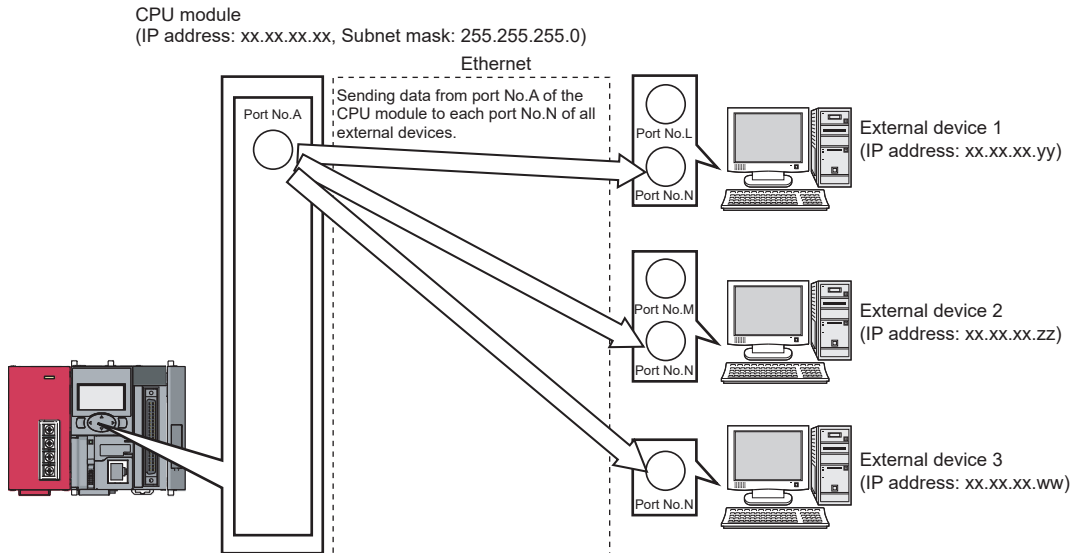 CPU module
(IP address: xx.xx.xx.xx, Subnet mask: 255.255.255.0)
Ethernet
Port No.A
Sending data from port No.A of the
CPU module to each port No.N of all
external devices.
Port No.L
Port No.N
External device 1
(IP address: xx.xx.xx.yy)
Port No.M
Port No.N
External device 2
(IP address: xx.xx.xx.zz)
Port No.N
External device 3
(IP address: xx.xx.xx.ww)